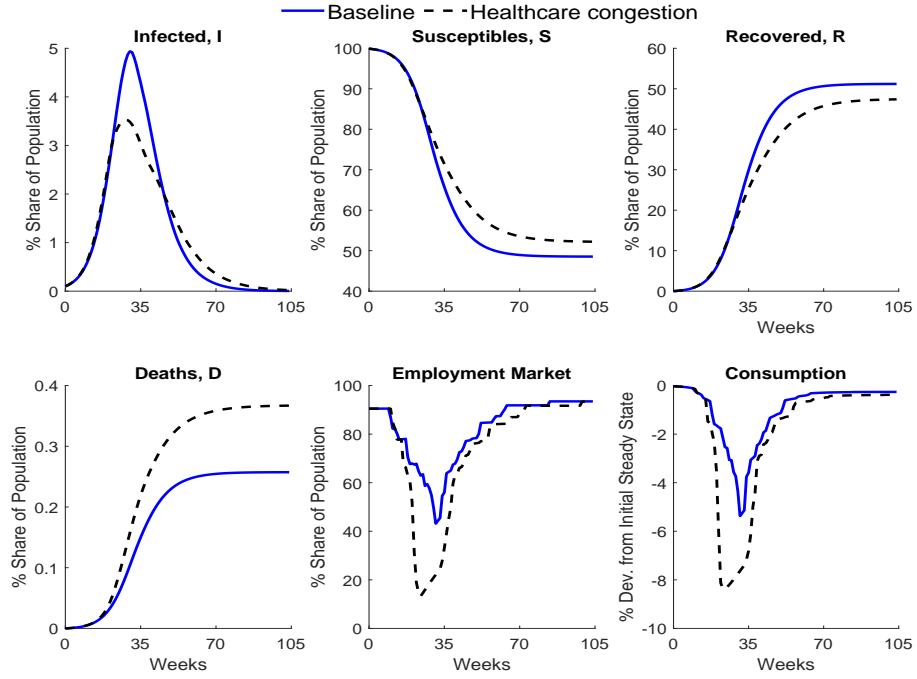 Baseline Healthcare congestion
Infected, I
% Share of Population
5
4
3
2
1
0
0 35 70 105
Susceptibles, S
% Share of Population
100
90
80
70
60
50
40
0 35 70 105
Recovered, R
% Share of Population
60
50
40
30
20
10
0
0 35 70 105
Weeks
Deaths, D
% Share of Population
0.4
0.3
0.2
0.1
0
0 35 70 105
Weeks
Employment Market
% Share of Population
100
80
60
40
20
0
0 35 70 105
Consumption
% Dev. from Initial Steady State
0
-2
-4
-6
-8
-10
0 35 70 105
Weeks